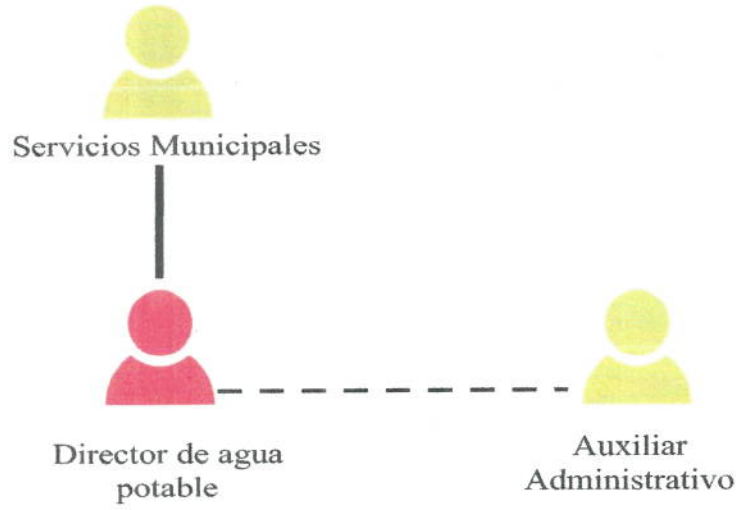 Servicios Municipales
Director de agua
potable
Auxiliar
Administrativo